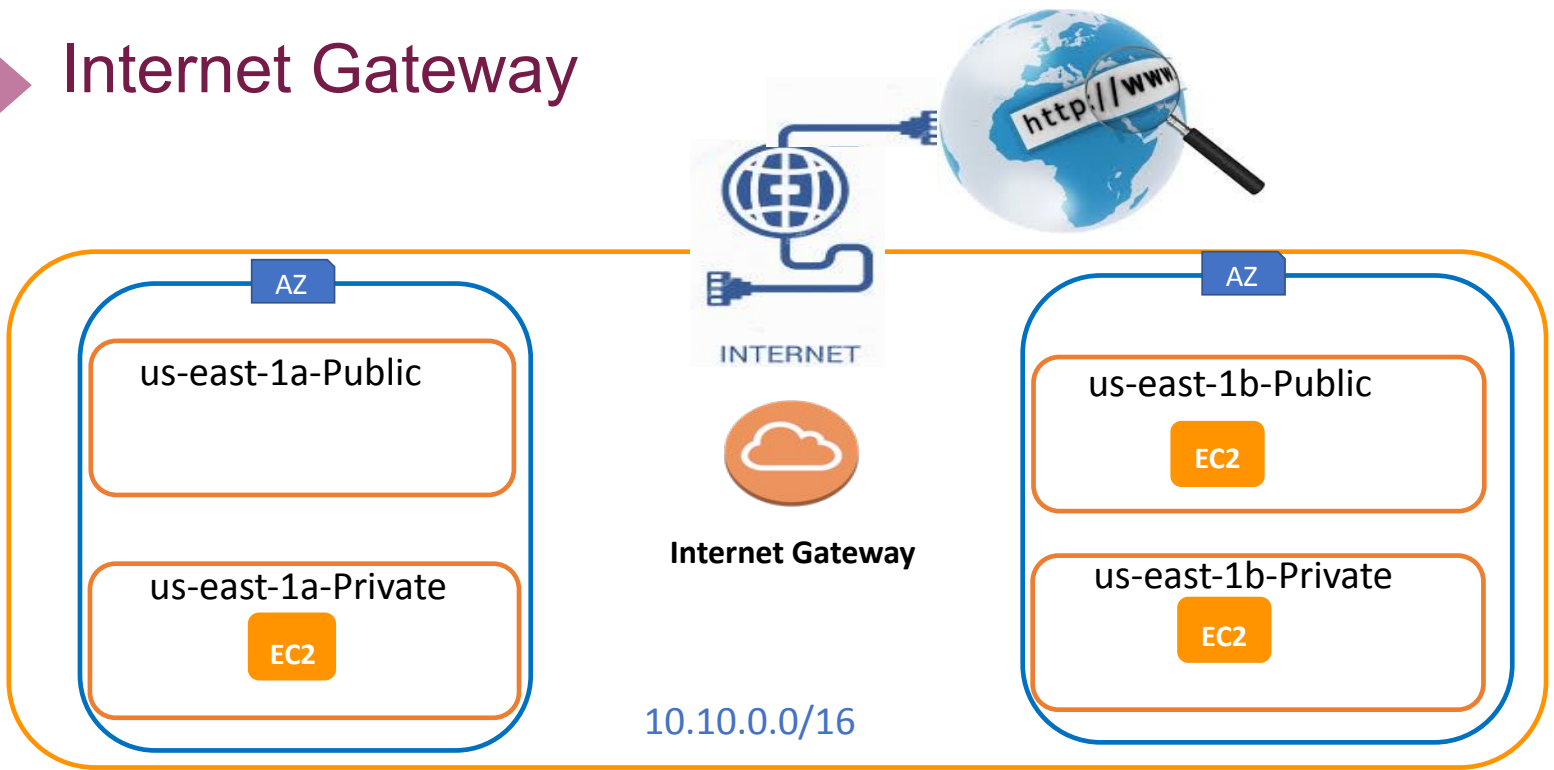 Internet Gateway
http://www.
AZ
AZ
INTERNET
us-east-1a-Public
us-east-1b-Public
EC2
Internet Gateway
us-east-1a-Private
us-east-1b-Private
EC2
EC2
10.10.0.0/16